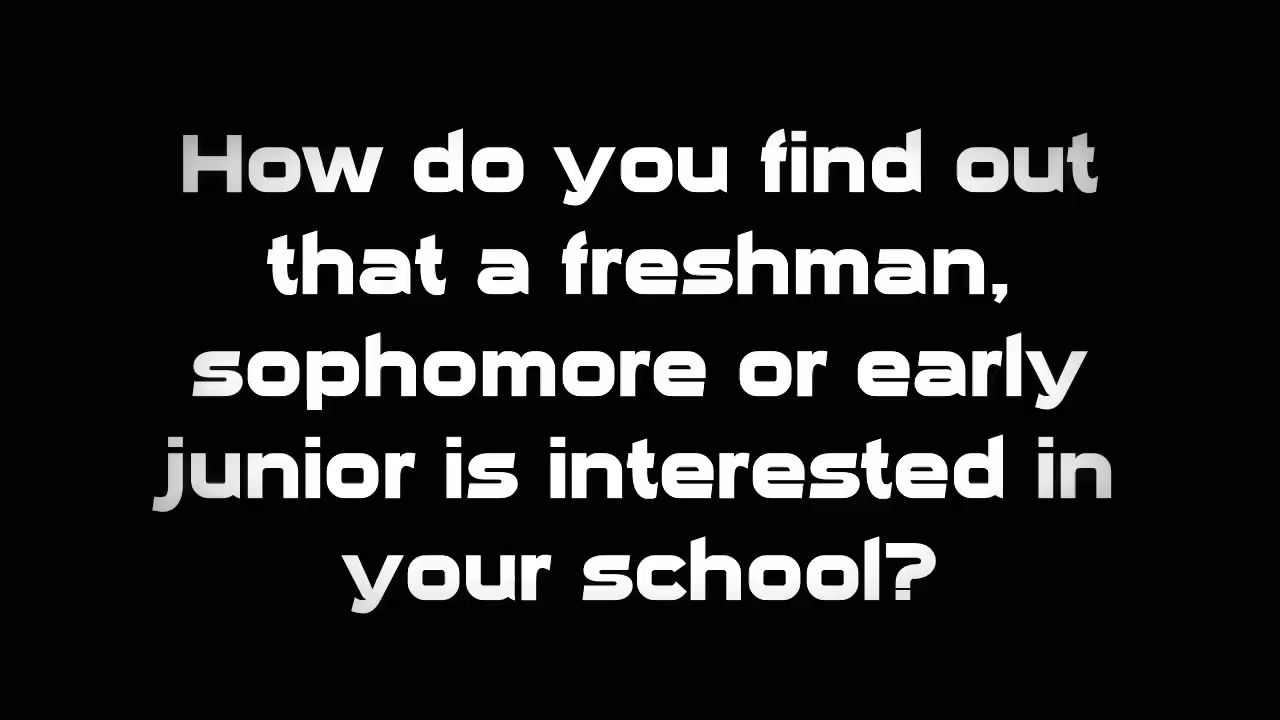 How do you find out
that a freshman,
sophomore or early
junior is interested in
your school?